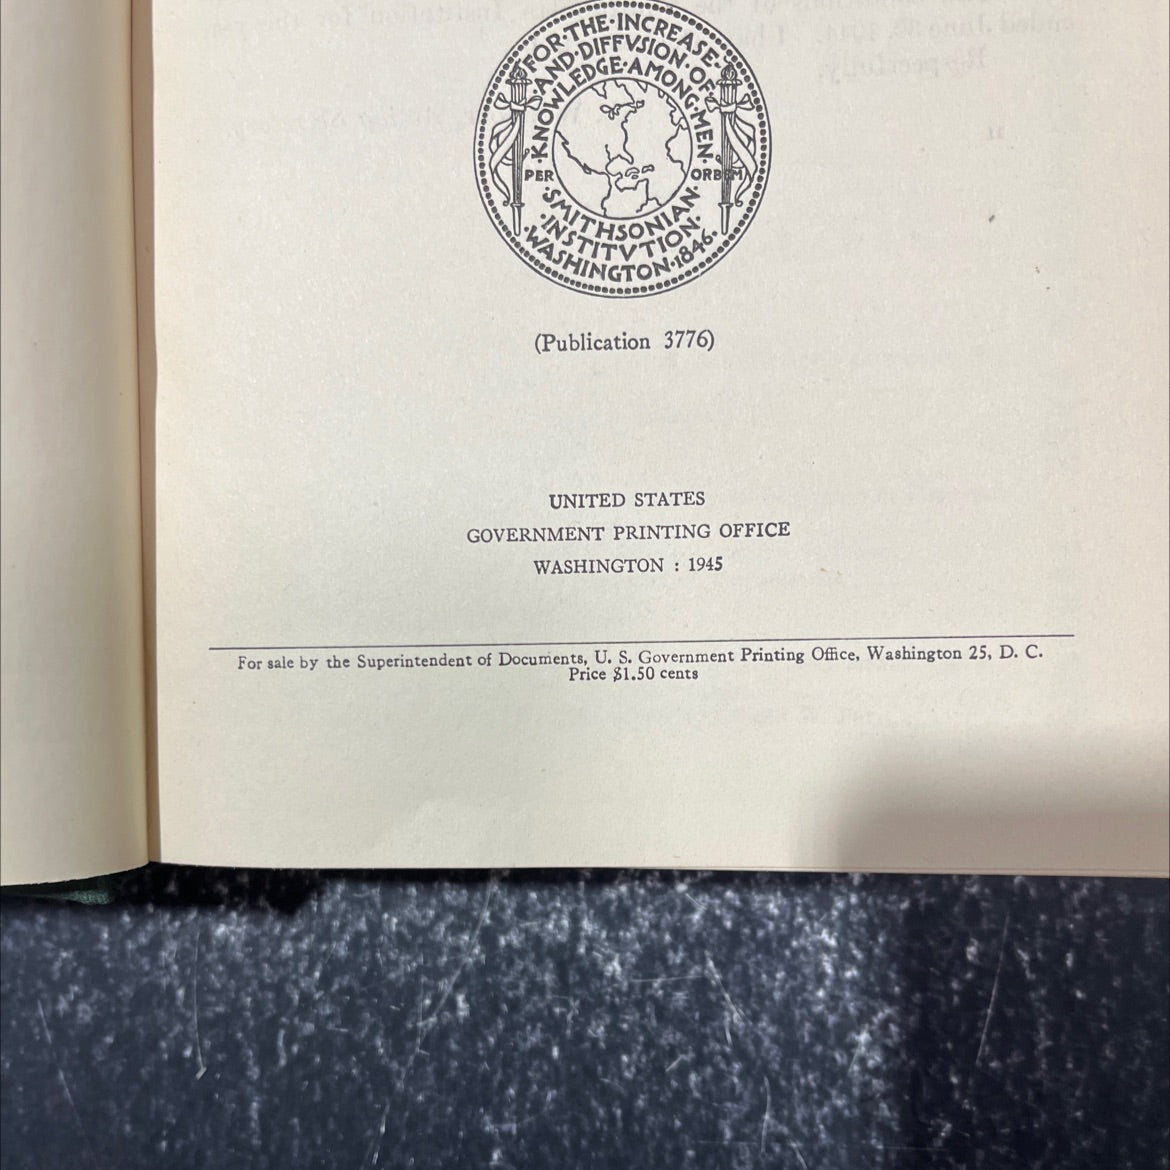 ·FOR·THE·INCREASE·
·AND·DIFFVSION·OF·
·KNOWLEDGE·AMONG·MEN·
PER ORBEM
·SMITHSONIAN·
·INSTITVTION·
·WASHINGTON·1846·
(Publication 3776)
UNITED STATES
GOVERNMENT PRINTING OFFICE
WASHINGTON : 1945
For sale by the Superintendent of Documents, U. S. Government Printing Office, Washington 25, D. C.
Price $1.50 cents